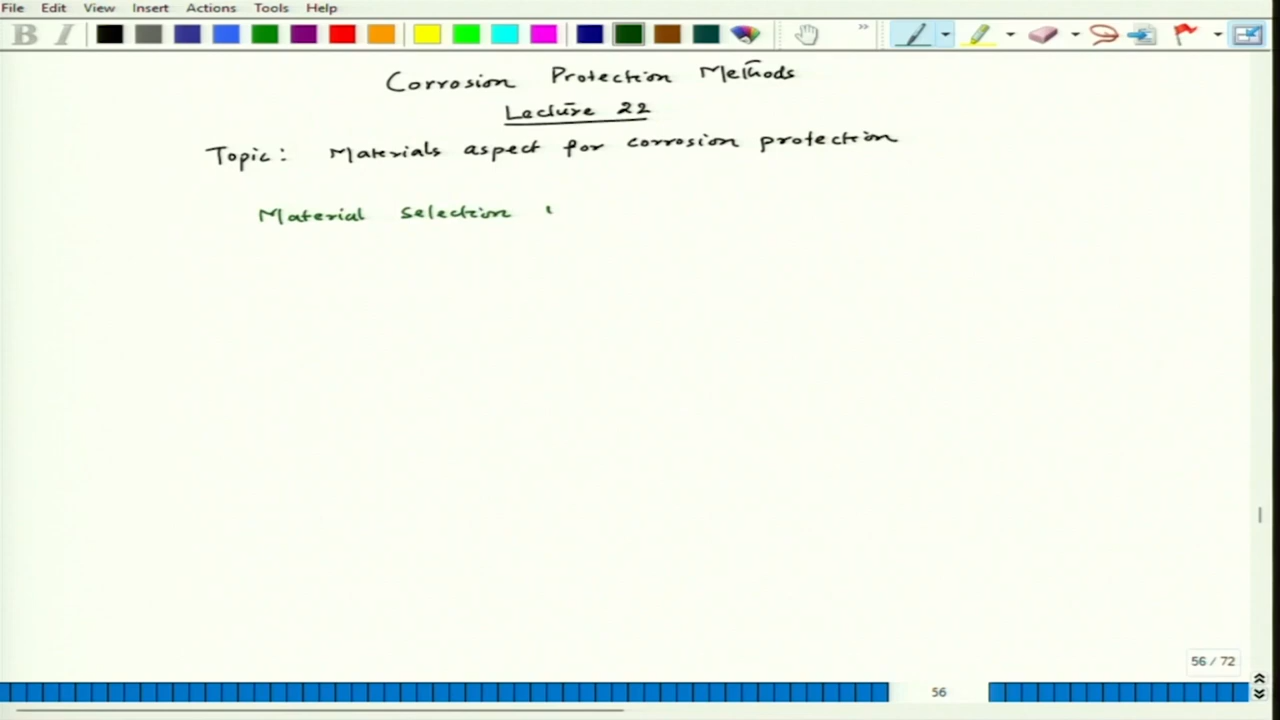 File Edit View Insert Actions Tools Help
B I
Corrosion Protection Methods
Lecture 22
Topic: Materials aspect for corrosion protection
Material selection
56 / 72
56